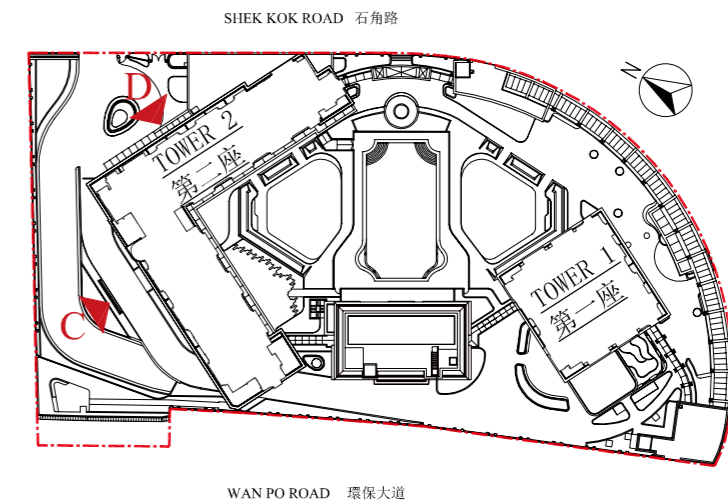 SHEK KOK ROAD 石角路
N
D
TOWER 2
第二座
TOWER 1
第一座
C
WAN PO ROAD 環保大道